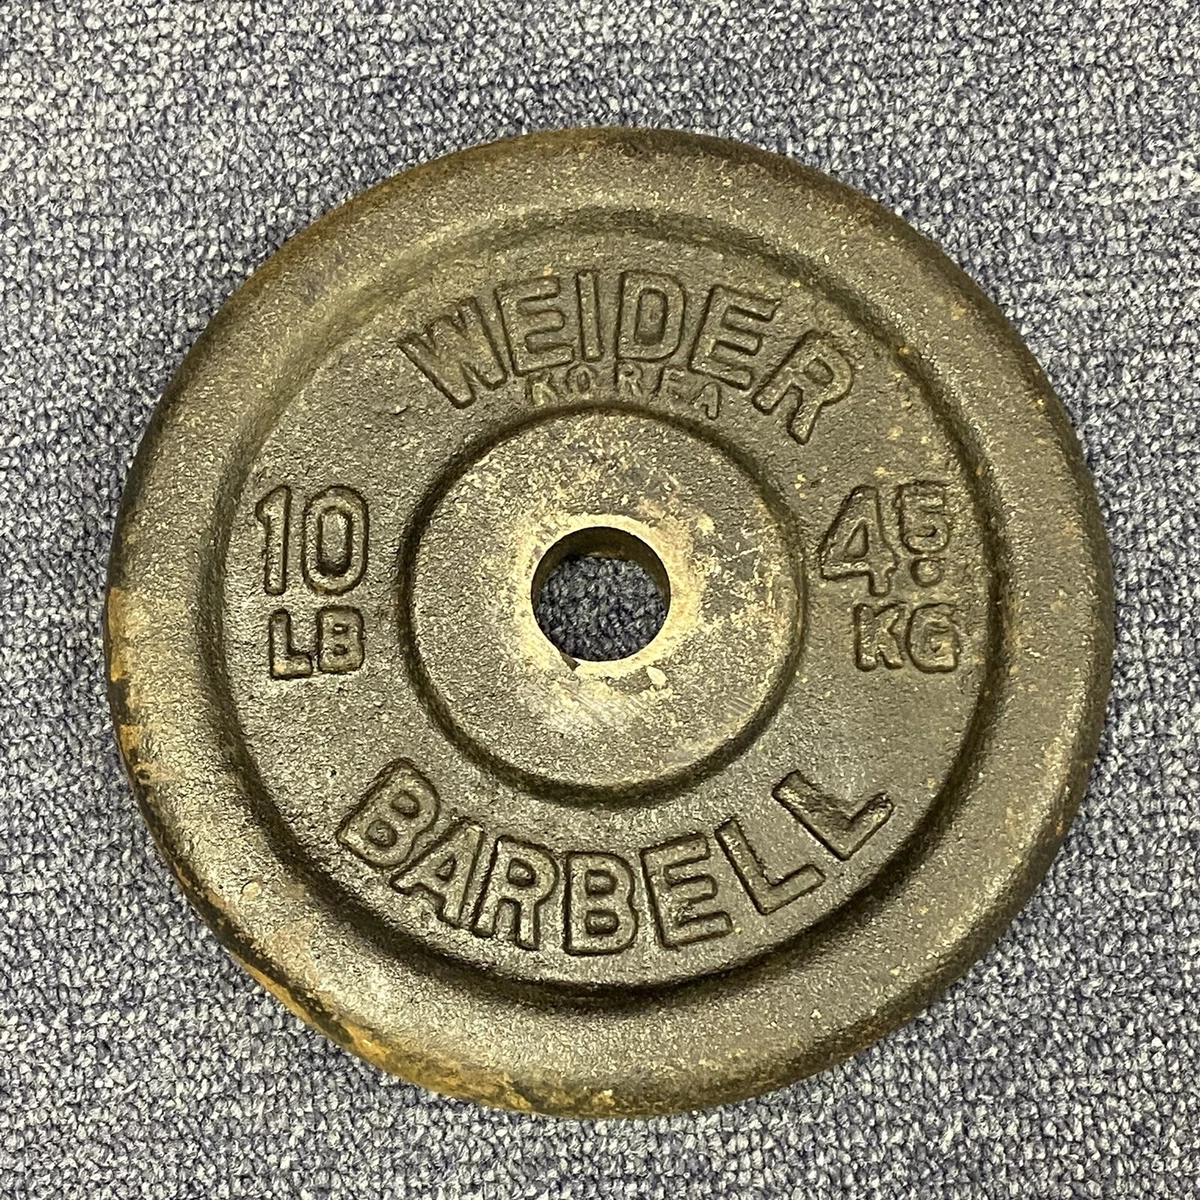 WEIDER
KOREA
10
LB
4.5
KG
BARBELL